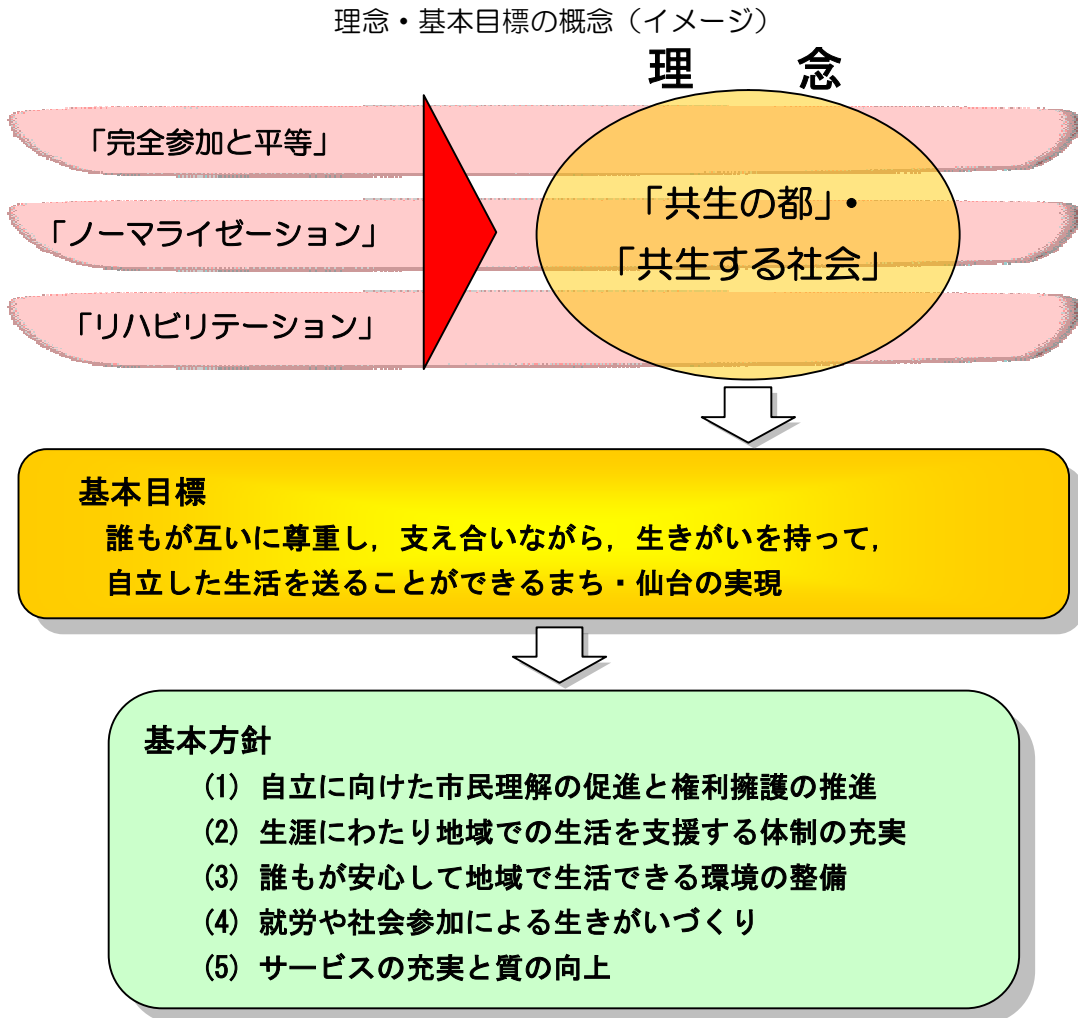 理念・基本目標の概念（イメージ）
理　念
「完全参加と平等」
「ノーマライゼーション」
「リハビリテーション」
「共生の都」・
「共生する社会」
基本目標
誰もが互いに尊重し，支え合いながら，生きがいを持って，
自立した生活を送ることができるまち・仙台の実現
基本方針
(1) 自立に向けた市民理解の促進と権利擁護の推進
(2) 生涯にわたり地域での生活を支援する体制の充実
(3) 誰もが安心して地域で生活できる環境の整備
(4) 就労や社会参加による生きがいづくり
(5) サービスの充実と質の向上